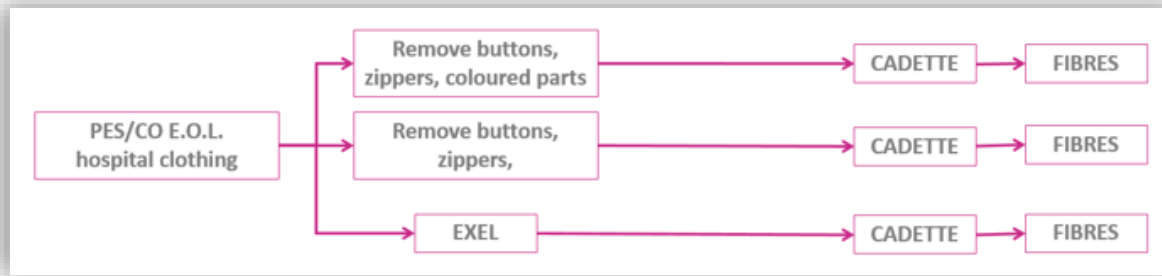 Remove buttons,
zippers, coloured parts
CADETTE
FIBRES
PES/CO E.O.L.
hospital clothing
Remove buttons,
zippers,
CADETTE
FIBRES
EXEL
CADETTE
FIBRES